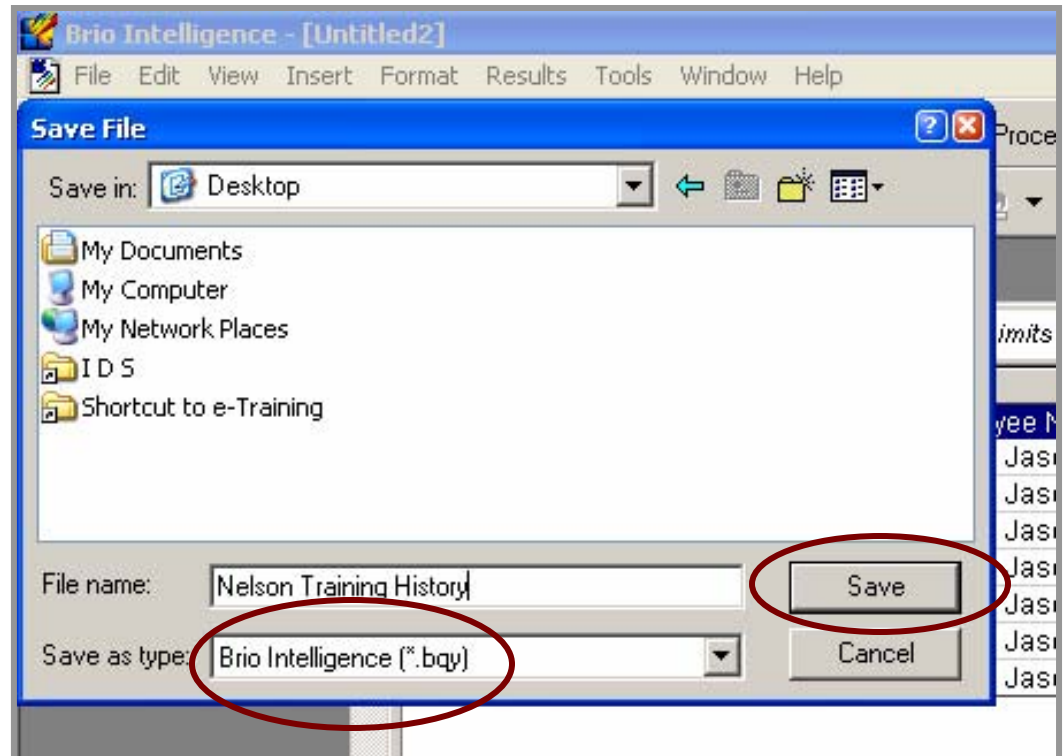 Brio Intelligence - [Untitled2]
File Edit View Insert Format Results Tools Window Help
Save File
Save in: Desktop
My Documents
My Computer
My Network Places
I D S
Shortcut to e-Training
File name: Nelson Training History
Save
Save as type: Brio Intelligence (*.bqy)
Cancel